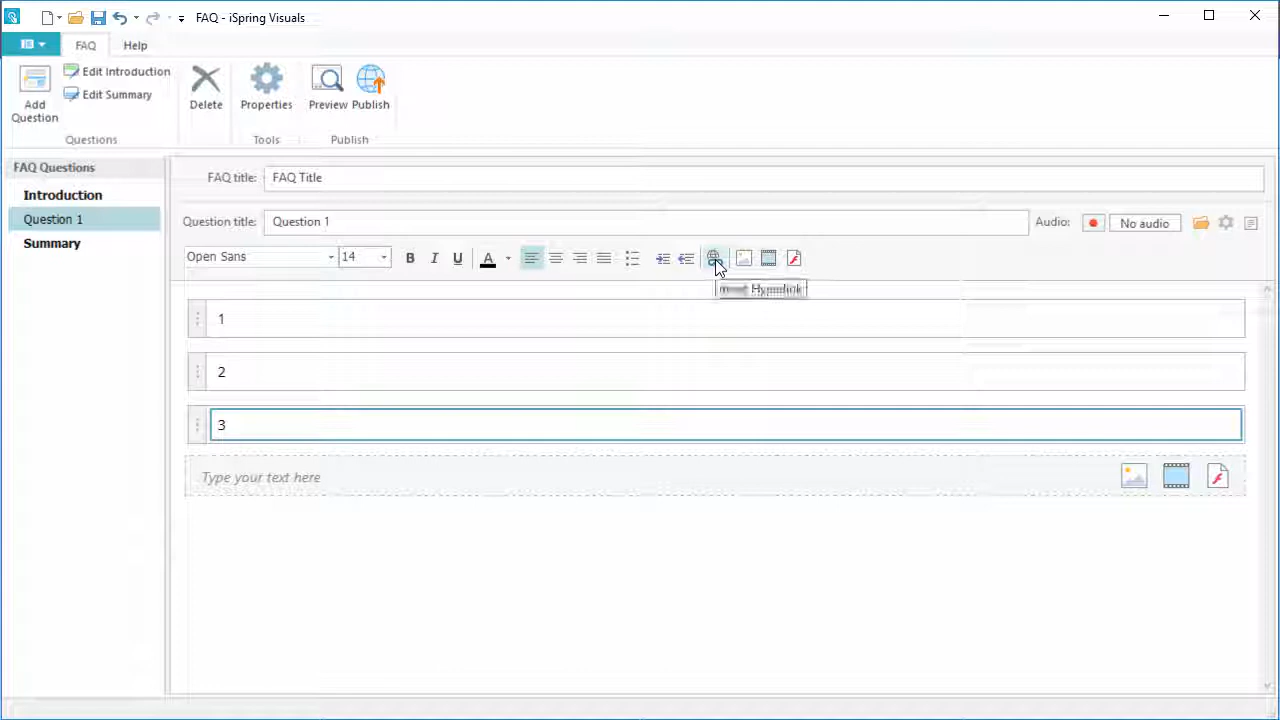 FAQ - iSpring Visuals
FAQ Help
Add Question
Edit Introduction
Edit Summary
Delete
Properties
Preview Publish
Questions Tools Publish
FAQ Questions
Introduction
Question 1
Summary
FAQ title: FAQ Title
Question title: Question 1 Audio: No audio
Open Sans 14 B I U A
Hyperlink
1
2
3
Type your text here